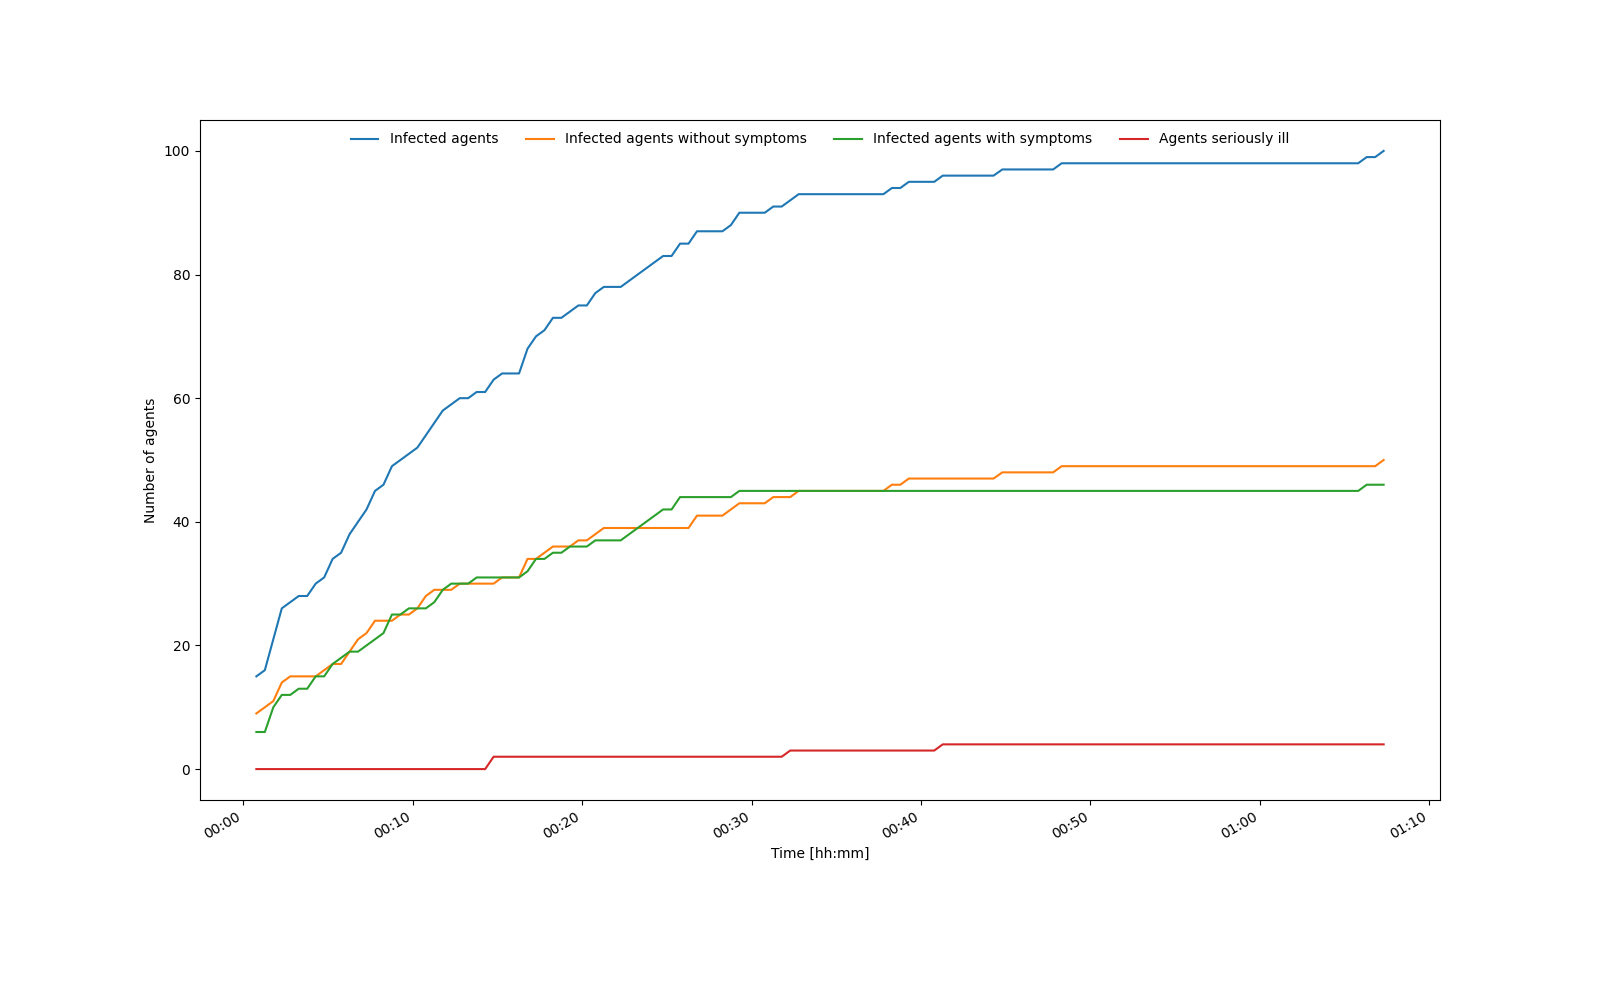 Infected agents Infected agents without symptoms Infected agents with symptoms Agents seriously ill
100
80
60
40
20
0
Number of agents
00:00 00:10 00:20 00:30 00:40 00:50 01:00 01:10
Time [hh:mm]